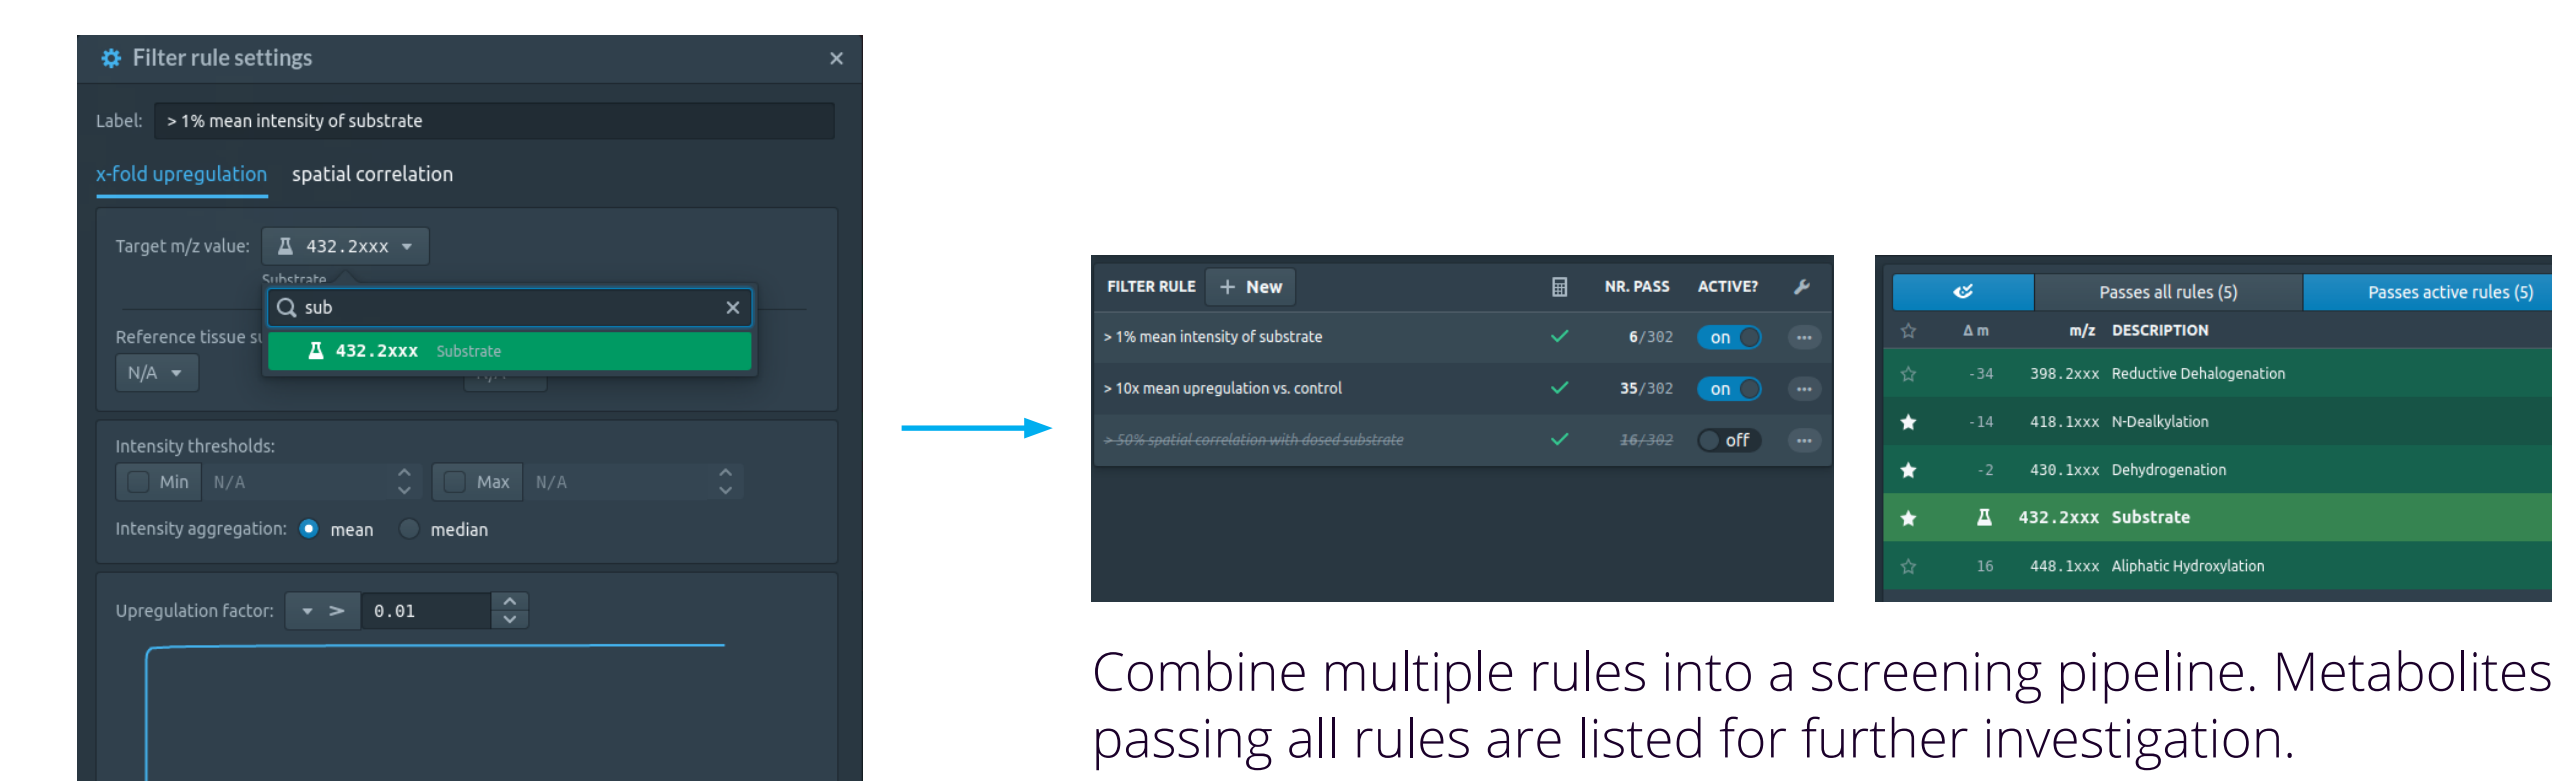 Filter rule settings
Label: > 1% mean intensity of substrate
x-fold upregulation spatial correlation
Target m/z value: 432.2xxx
Substrate
sub
Reference tissue
432.2xxx Substrate
N/A
Intensity thresholds:
Min N/A Max N/A
Intensity aggregation: mean median
Upregulation factor: > 0.01
FILTER RULE + New NR. PASS ACTIVE?
> 1% mean intensity of substrate 6/302 on
> 10x mean upregulation vs. control 35/302 on
> 50% spatial correlation with dosed substrate 16/302 off
Passes all rules (5) Passes active rules (5)
Δ m m/z DESCRIPTION
-34 398.2xxx Reductive Dehalogenation
-14 418.1xxx N-Dealkylation
-2 430.1xxx Dehydrogenation
432.2xxx Substrate
16 448.1xxx Aliphatic Hydroxylation
Combine multiple rules into a screening pipeline. Metabolites
passing all rules are listed for further investigation.